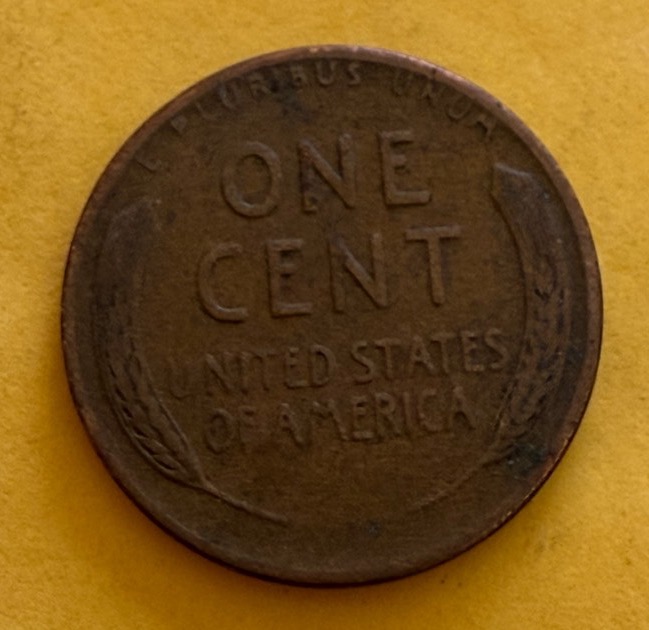 E PLURIBUS UNUM
ONE
CENT
UNITED STATES
OF AMERICA